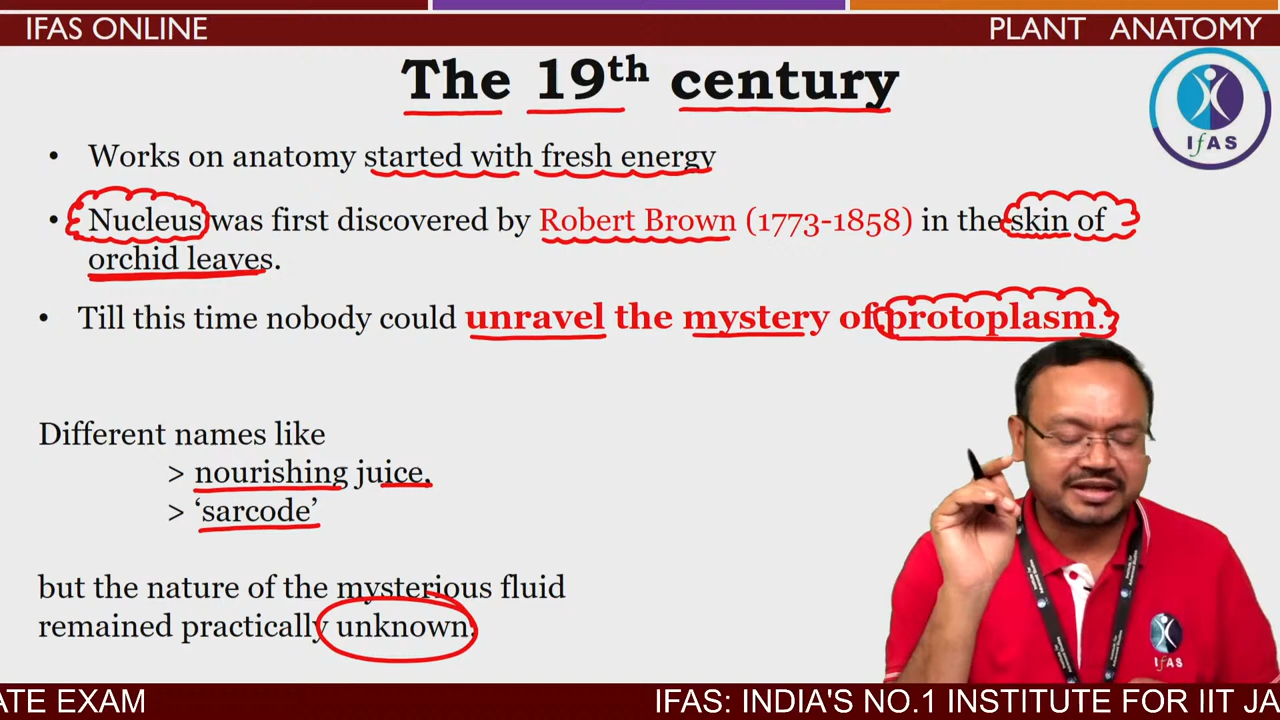 IFAS ONLINE
PLANT ANATOMY
The 19th century
IfAS
• Works on anatomy started with fresh energy
• Nucleus was first discovered by Robert Brown (1773-1858) in the skin of
orchid leaves.
• Till this time nobody could unravel the mystery of protoplasm.
Different names like
> nourishing juice,
> ‘sarcode’
but the nature of the mysterious fluid
remained practically unknown.
IfAS
ATE EXAM
IFAS: INDIA'S NO.1 INSTITUTE FOR IIT JA